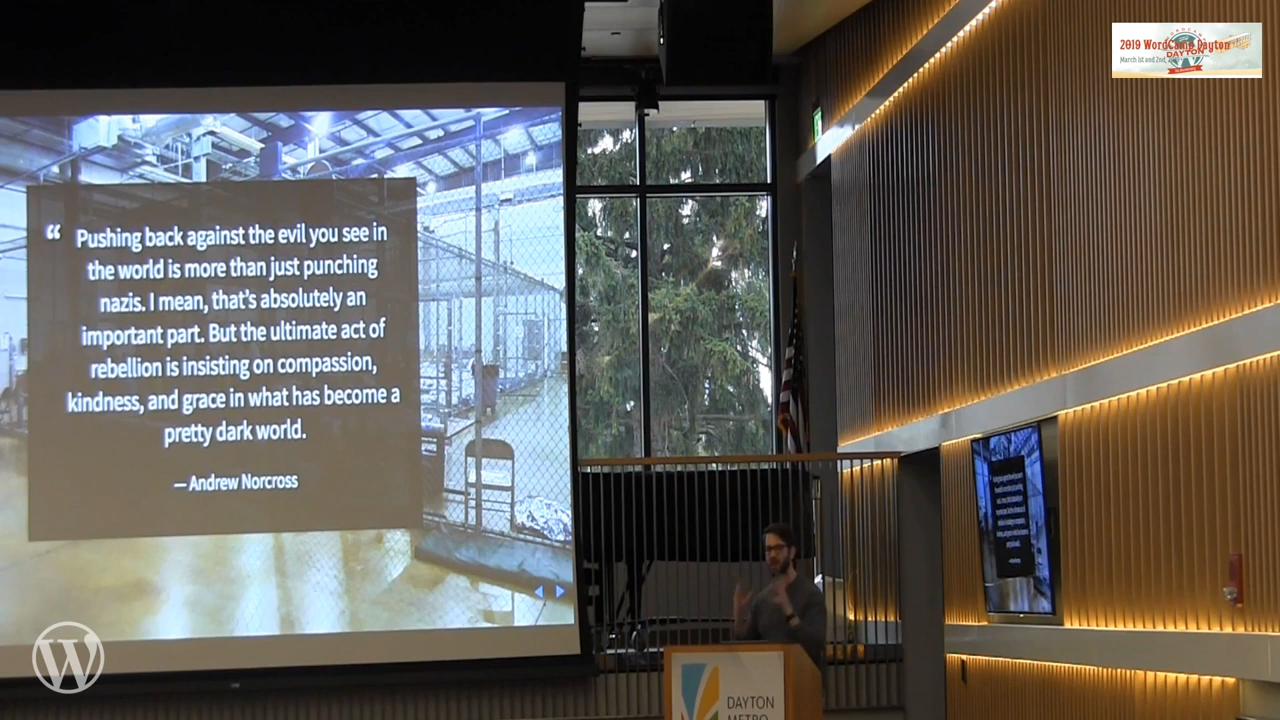 2019 WordCamp Dayton
March 1st and 2nd,
DAYTON
“ Pushing back against the evil you see in
the world is more than just punching
nazis. I mean, that’s absolutely an
important part. But the ultimate act of
rebellion is insisting on compassion,
kindness, and grace in what has become a
pretty dark world.
— Andrew Norcross
DAYTON
METRO